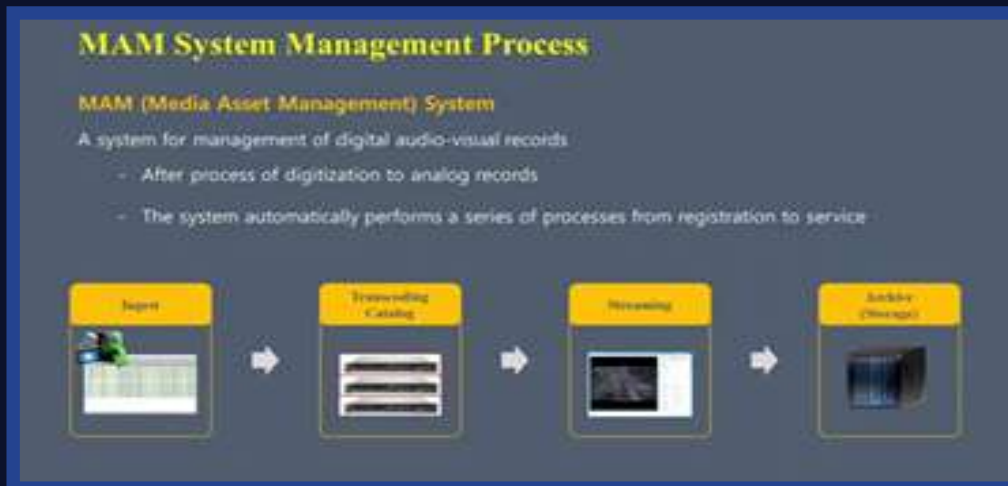 MAM System Management Process
MAM (Media Asset Management) System
A system for management of digital audio-visual records
- After process of digitization to analog records
- The system automatically performs a series of processes from registration to service
Ingest
Transcoding
Catalog
Streaming
Archive
(Storage)